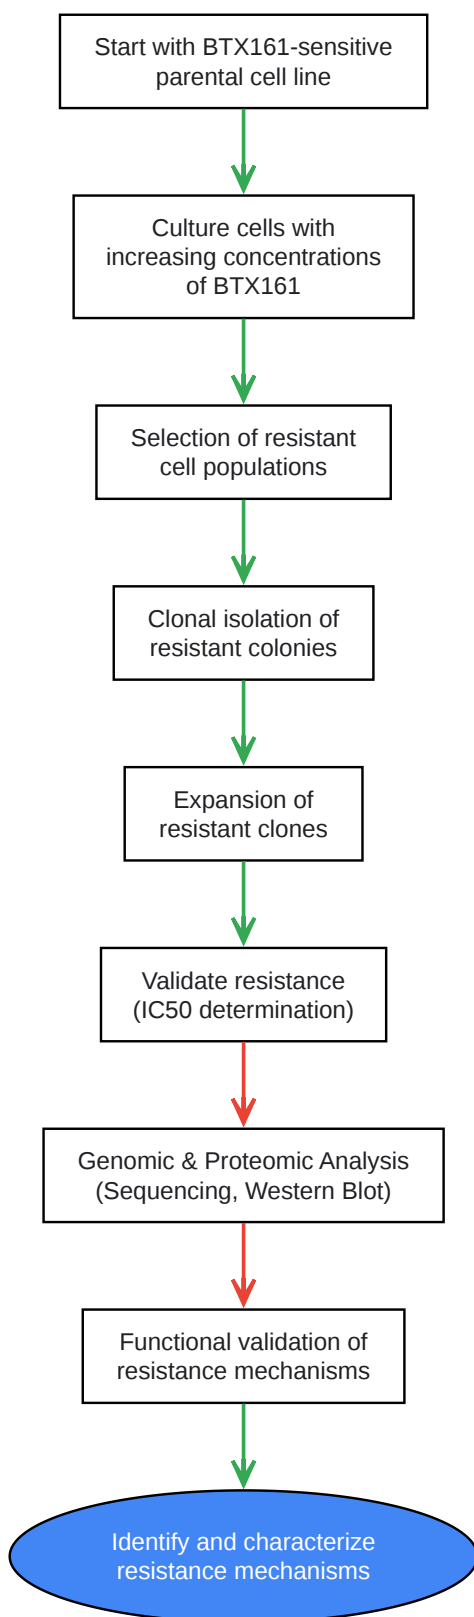 Start with BTX161-sensitive
parental cell line
Culture cells with
increasing concentrations
of BTX161
Selection of resistant
cell populations
Clonal isolation of
resistant colonies
Expansion of
resistant clones
Validate resistance
(IC50 determination)
Genomic & Proteomic Analysis
(Sequencing, Western Blot)
Functional validation of
resistance mechanisms
Identify and characterize
resistance mechanisms